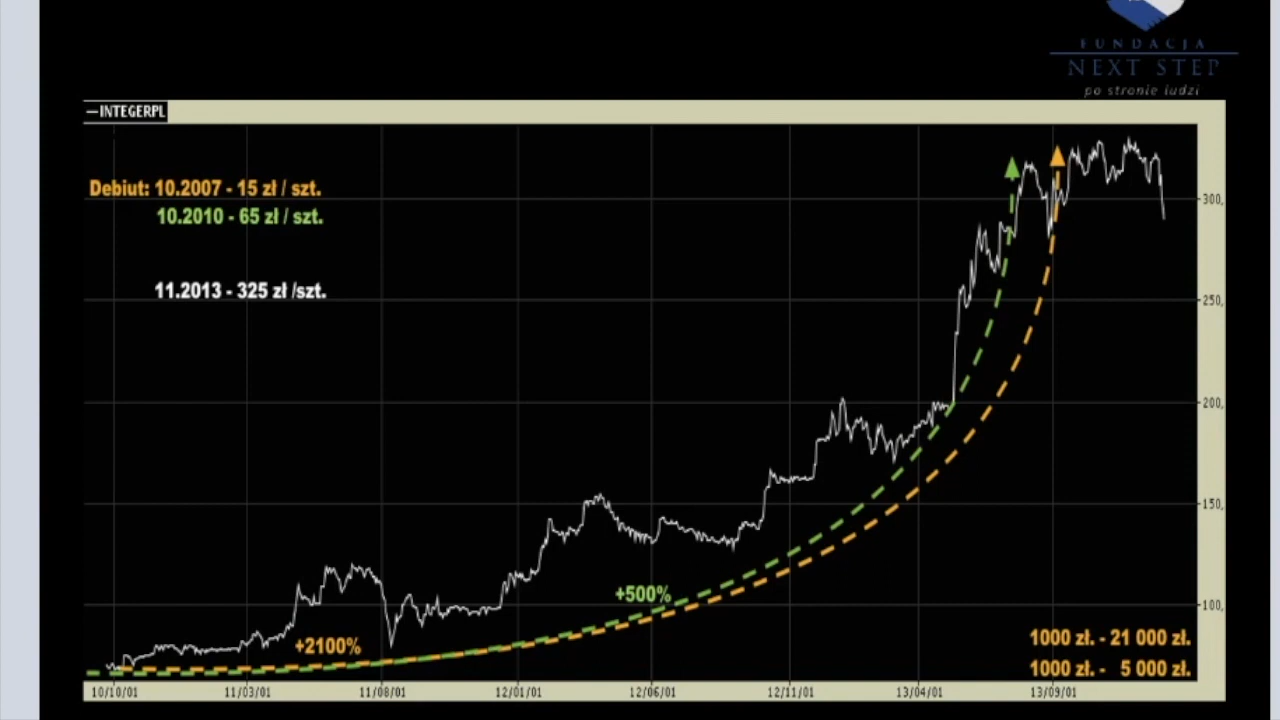 FUNDACJA
NEXT STEP
po stronie ludzi
—INTEGERPL
Debiut: 10.2007 - 15 zł / szt.
10.2010 - 65 zł / szt.
11.2013 - 325 zł /szt.
300,
250,
200,
150,
100,
+500%
+2100%
1000 zł. - 21 000 zł.
1000 zł. - 5 000 zł.
10/10/01 11/03/01 11/08/01 12/01/01 12/06/01 12/11/01 13/04/01 13/09/01